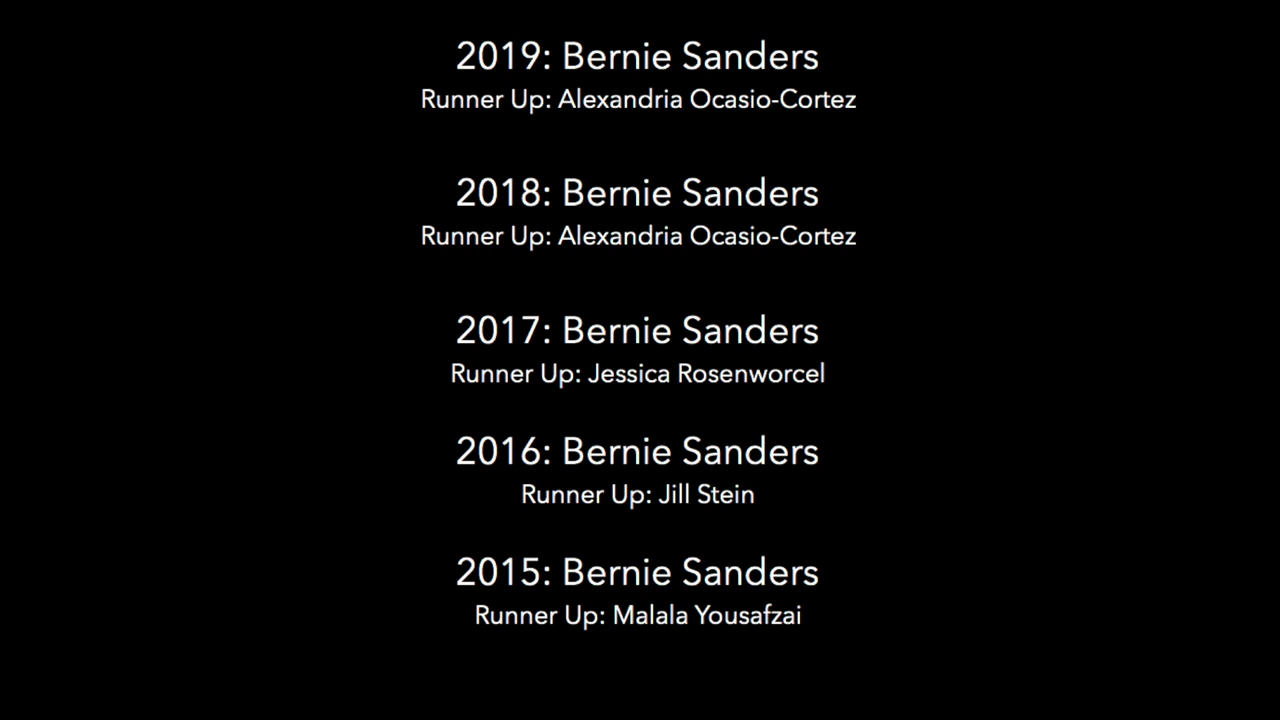 2019: Bernie Sanders
Runner Up: Alexandria Ocasio-Cortez
2018: Bernie Sanders
Runner Up: Alexandria Ocasio-Cortez
2017: Bernie Sanders
Runner Up: Jessica Rosenworcel
2016: Bernie Sanders
Runner Up: Jill Stein
2015: Bernie Sanders
Runner Up: Malala Yousafzai